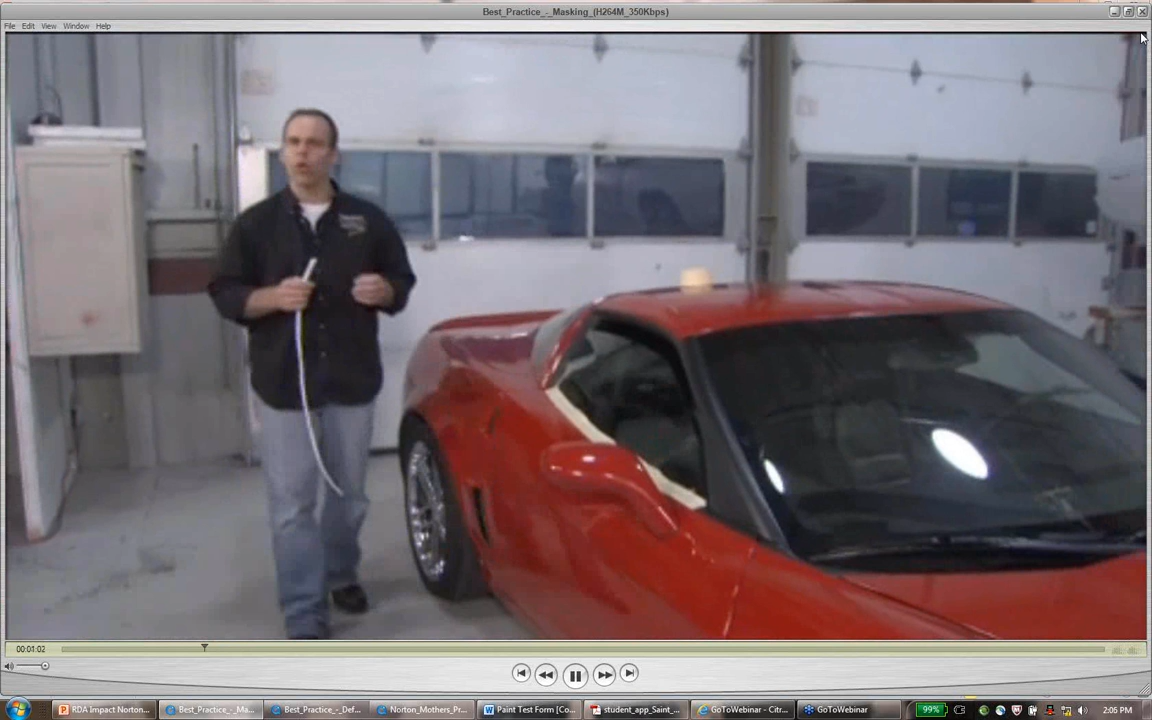 Best_Practice_-_Masking_(H264M_350Kbps)
File Edit View Window Help
00:01:02
RDA Impact Norton...
Best_Practice_-_Ma...
Best_Practice_-_Def...
Norton_Mothers_Pr...
Paint Test Form [Co...
student_app_Saint_...
GoToWebinar - Citr...
GoToWebinar
99%
2:05 PM